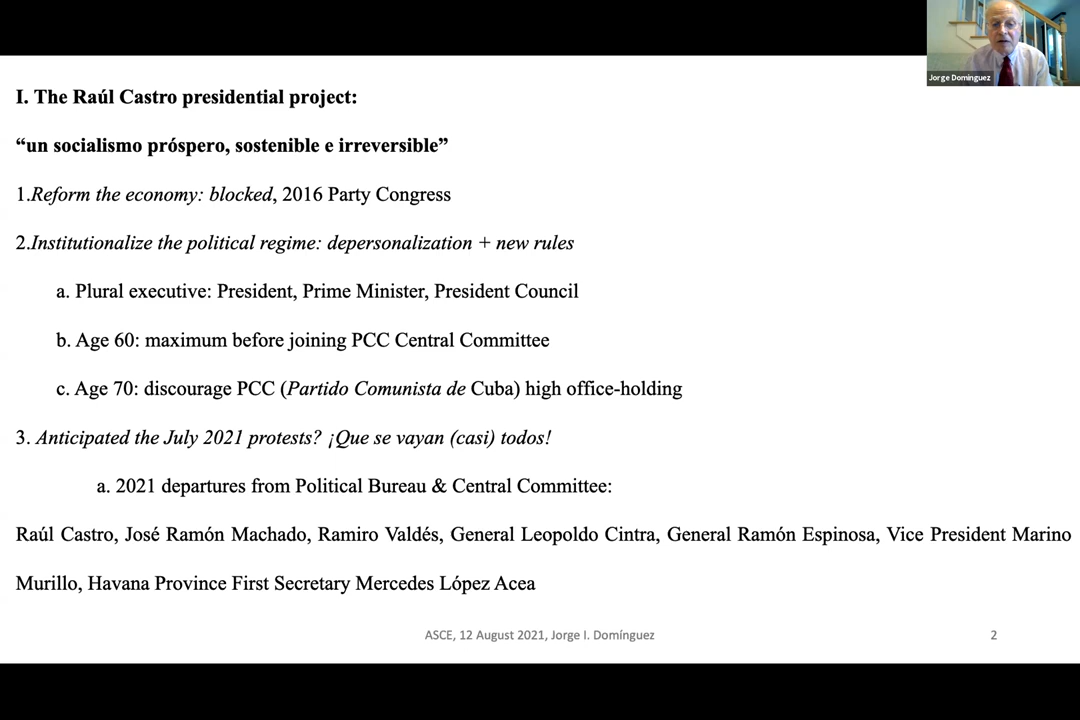 Jorge Domínguez
I. The Raúl Castro presidential project:
“un socialismo próspero, sostenible e irreversible”
1.Reform the economy: blocked, 2016 Party Congress
2.Institutionalize the political regime: depersonalization + new rules
a. Plural executive: President, Prime Minister, President Council
b. Age 60: maximum before joining PCC Central Committee
c. Age 70: discourage PCC (Partido Comunista de Cuba) high office-holding
3. Anticipated the July 2021 protests? ¡Que se vayan (casi) todos!
a. 2021 departures from Political Bureau & Central Committee:
Raúl Castro, José Ramón Machado, Ramiro Valdés, General Leopoldo Cintra, General Ramón Espinosa, Vice President Marino
Murillo, Havana Province First Secretary Mercedes López Acea
ASCE, 12 August 2021, Jorge I. Domínguez
2